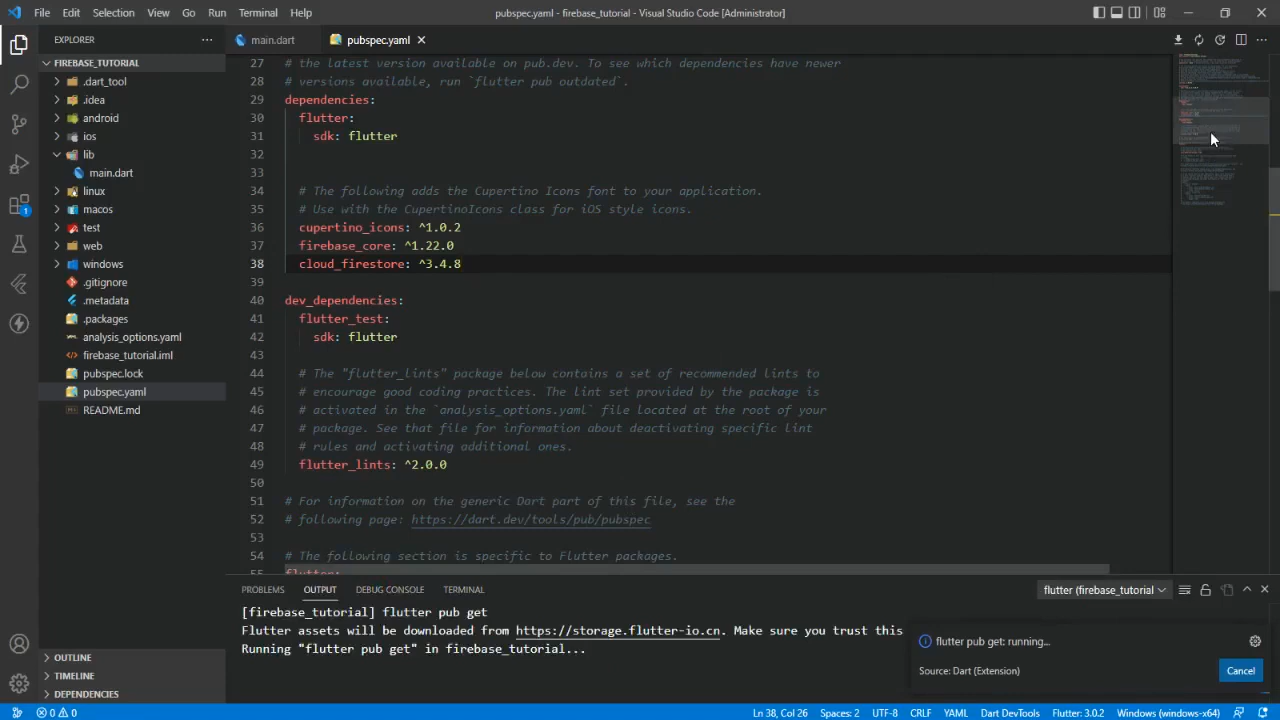 File Edit Selection View Go Run Terminal Help
pubspec.yaml - firebase_tutorial - Visual Studio Code [Administrator]
EXPLORER
main.dart
pubspec.yaml
FIREBASE_TUTORIAL
.dart_tool
.idea
android
ios
lib
main.dart
linux
macos
test
web
windows
.gitignore
.metadata
.packages
analysis_options.yaml
firebase_tutorial.iml
pubspec.lock
pubspec.yaml
README.md
OUTLINE
TIMELINE
DEPENDENCIES
1
27 # the latest version available on pub.dev. To see which dependencies have newer
28 # versions available, run `flutter pub outdated`.
29 dependencies:
30 flutter:
31 sdk: flutter
32
33
34 # The following adds the Cupertino Icons font to your application.
35 # Use with the CupertinoIcons class for iOS style icons.
36 cupertino_icons: ^1.0.2
37 firebase_core: ^1.22.0
38 cloud_firestore: ^3.4.8
39
40 dev_dependencies:
41 flutter_test:
42 sdk: flutter
43
44 # The "flutter_lints" package below contains a set of recommended lints to
45 # encourage good coding practices. The lint set provided by the package is
46 # activated in the `analysis_options.yaml` file located at the root of your
47 # package. See that file for information about deactivating specific lint
48 # rules and activating additional ones.
49 flutter_lints: ^2.0.0
50
51 # For information on the generic Dart part of this file, see the
52 # following page: https://dart.dev/tools/pub/pubspec
53
54 # The following section is specific to Flutter packages.
55 flutter:
PROBLEMS OUTPUT DEBUG CONSOLE TERMINAL
flutter (firebase_tutorial
[firebase_tutorial] flutter pub get
Flutter assets will be downloaded from https://storage.flutter-io.cn. Make sure you trust this
Running "flutter pub get" in firebase_tutorial...
flutter pub get: running...
Source: Dart (Extension)
Cancel
0 0
Ln 38, Col 26 Spaces: 2 UTF-8 CRLF YAML Dart DevTools Flutter: 3.0.2 Windows (windows-x64)